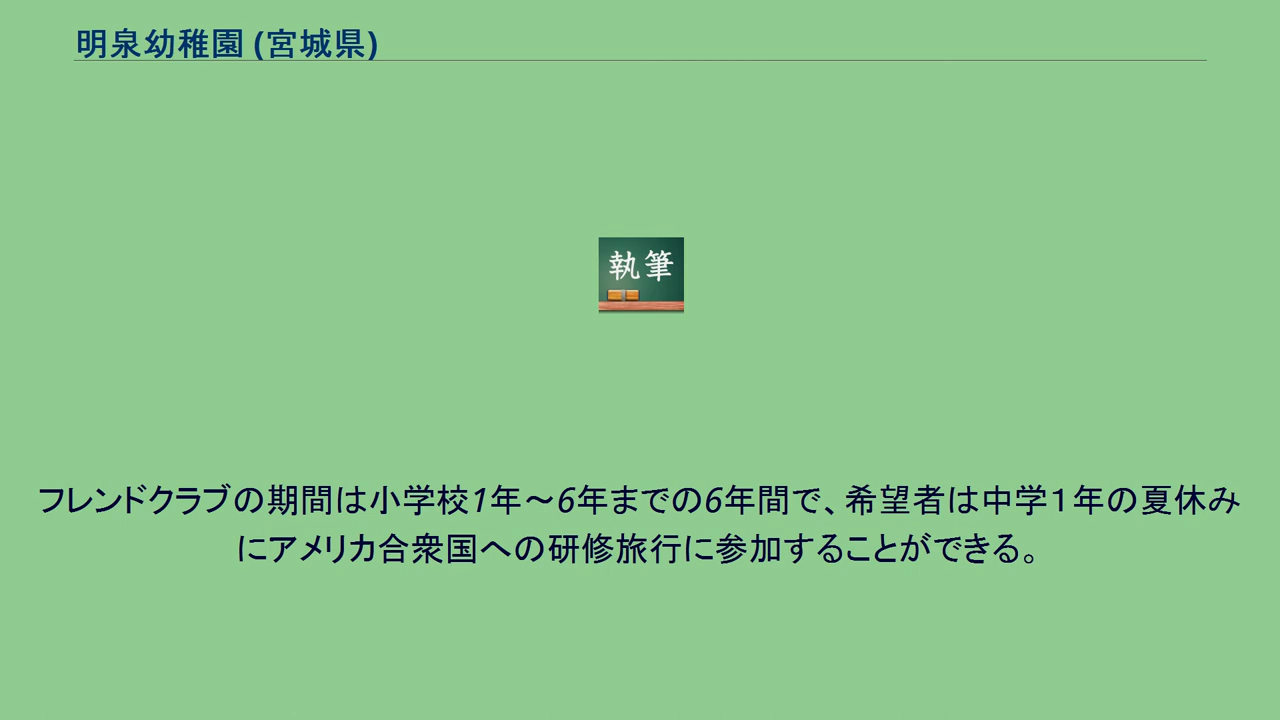 明泉幼稚園 (宮城県)
執筆
フレンドクラブの期間は小学校1年～6年までの6年間で、希望者は中学１年の夏休み
にアメリカ合衆国への研修旅行に参加することができる。